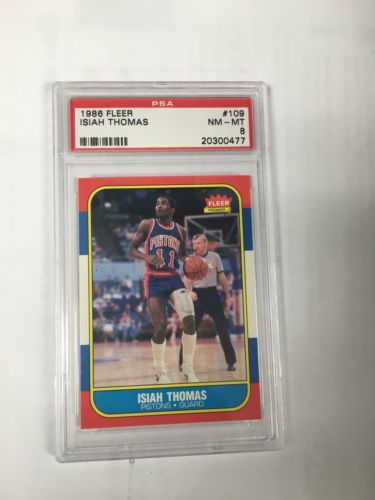 PSA
1986 FLEER #109
ISIAH THOMAS NM-MT
8
20300477
FLEER
PREMIER
PISTONS
11
ISIAH THOMAS
PISTONS • GUARD